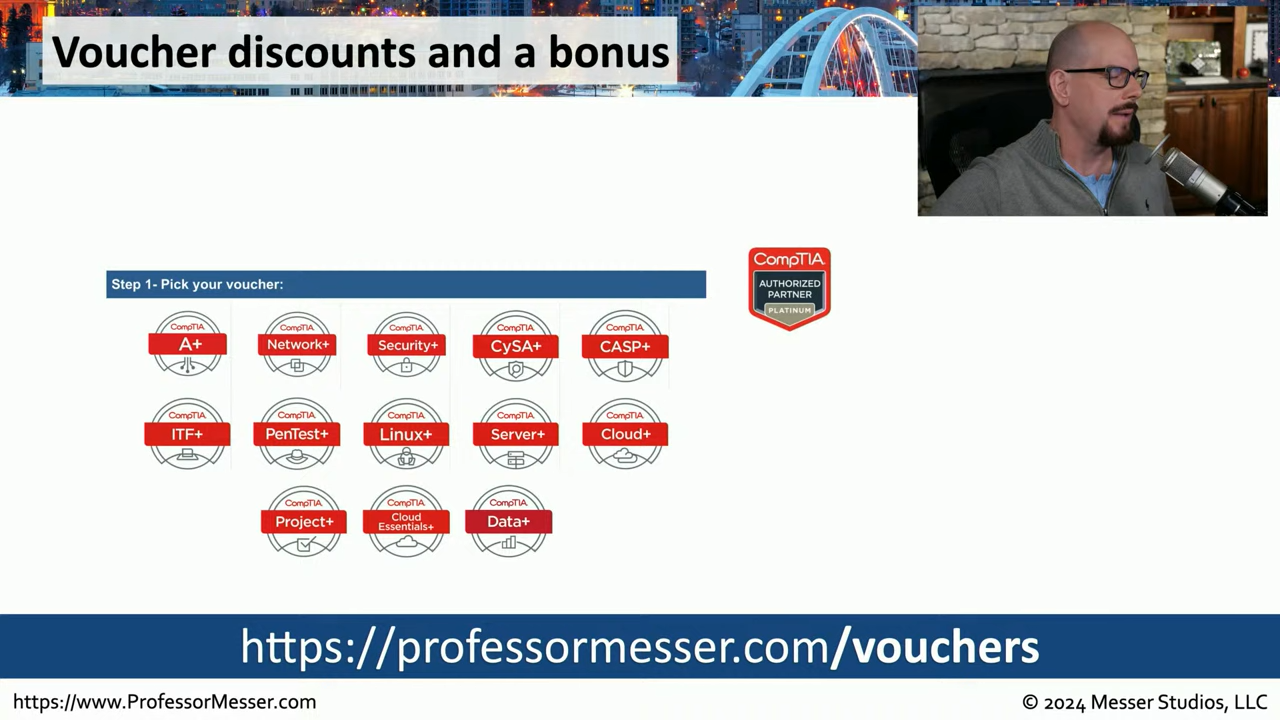 Voucher discounts and a bonus
Step 1- Pick your voucher:
CompTIA
AUTHORIZED
PARTNER
PLATINUM
CompTIA CompTIA CompTIA CompTIA CompTIA
A+ Network+ Security+ CySA+ CASP+
CompTIA CompTIA CompTIA CompTIA CompTIA
ITF+ PenTest+ Linux+ Server+ Cloud+
CompTIA CompTIA CompTIA
Project+ Cloud Essentials+ Data+
https://professormesser.com/vouchers
https://www.ProfessorMesser.com © 2024 Messer Studios, LLC